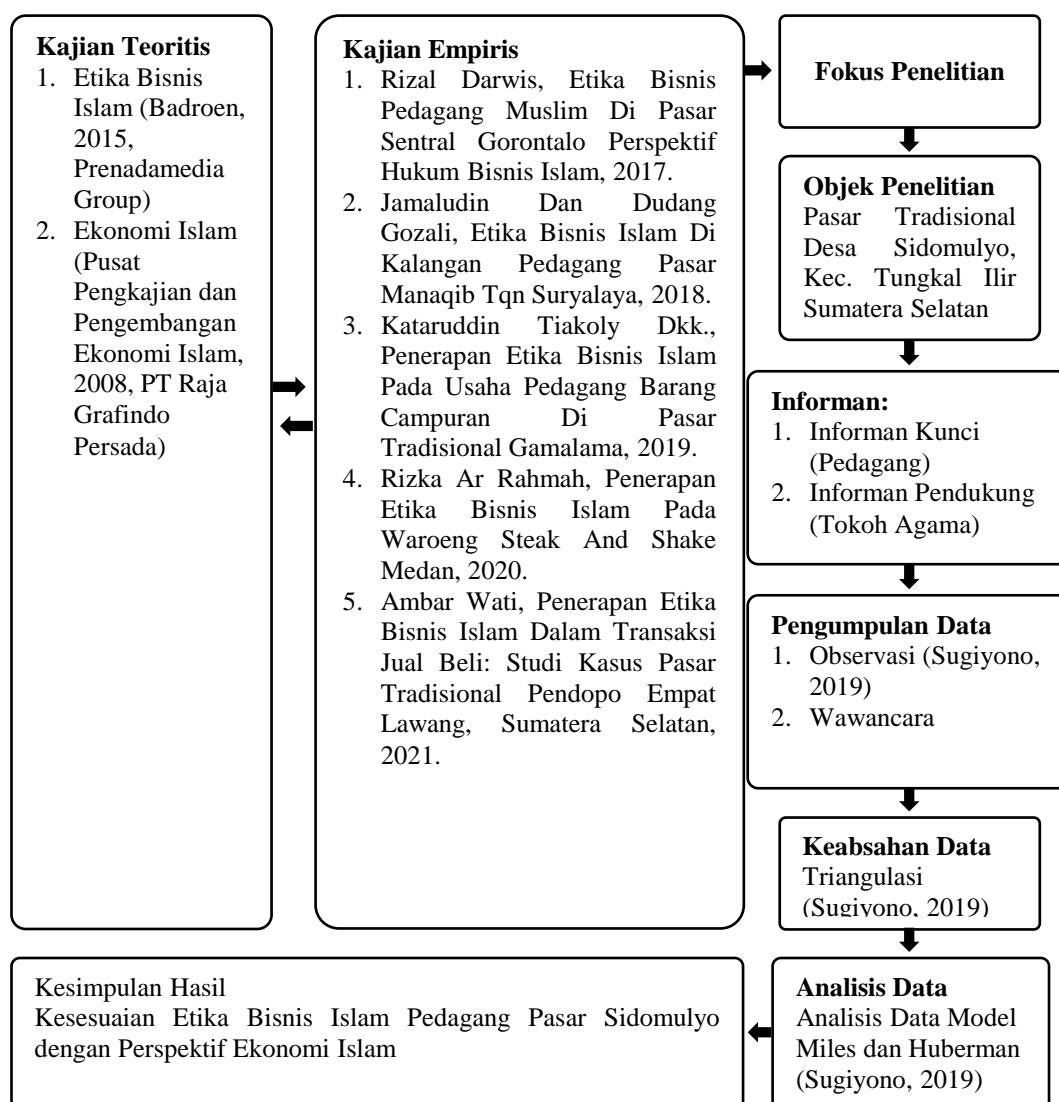 Kajian Teoritis
1. Etika Bisnis
Islam (Badroen,
2015,
Prenadamedia
Group)
2. Ekonomi Islam
(Pusat
Pengkajian dan
Pengembangan
Ekonomi Islam,
2008, PT Raja
Grafindo
Persada)
Kajian Empiris
1. Rizal Darwis, Etika Bisnis
Pedagang Muslim Di Pasar
Sentral Gorontalo Perspektif
Hukum Bisnis Islam, 2017.
2. Jamaludin Dan Dudang
Gozali, Etika Bisnis Islam Di
Kalangan Pedagang Pasar
Manaqib Tqn Suryalaya, 2018.
3. Kataruddin Tiakoly Dkk.,
Penerapan Etika Bisnis Islam
Pada Usaha Pedagang Barang
Campuran Di Pasar
Tradisional Gamalama, 2019.
4. Rizka Ar Rahmah, Penerapan
Etika Bisnis Islam Pada
Waroeng Steak And Shake
Medan, 2020.
5. Ambar Wati, Penerapan Etika
Bisnis Islam Dalam Transaksi
Jual Beli: Studi Kasus Pasar
Tradisional Pendopo Empat
Lawang, Sumatera Selatan,
2021.
Fokus Penelitian
Objek Penelitian
Pasar Tradisional
Desa Sidomulyo,
Kec. Tungkal Ilir
Sumatera Selatan
Informan:
1. Informan Kunci
(Pedagang)
2. Informan Pendukung
(Tokoh Agama)
Pengumpulan Data
1. Observasi (Sugiyono,
2019)
2. Wawancara
Keabsahan Data
Triangulasi
(Sugiyono, 2019)
Analisis Data
Analisis Data Model
Miles dan Huberman
(Sugiyono, 2019)
Kesimpulan Hasil
Kesesuaian Etika Bisnis Islam Pedagang Pasar Sidomulyo
dengan Perspektif Ekonomi Islam